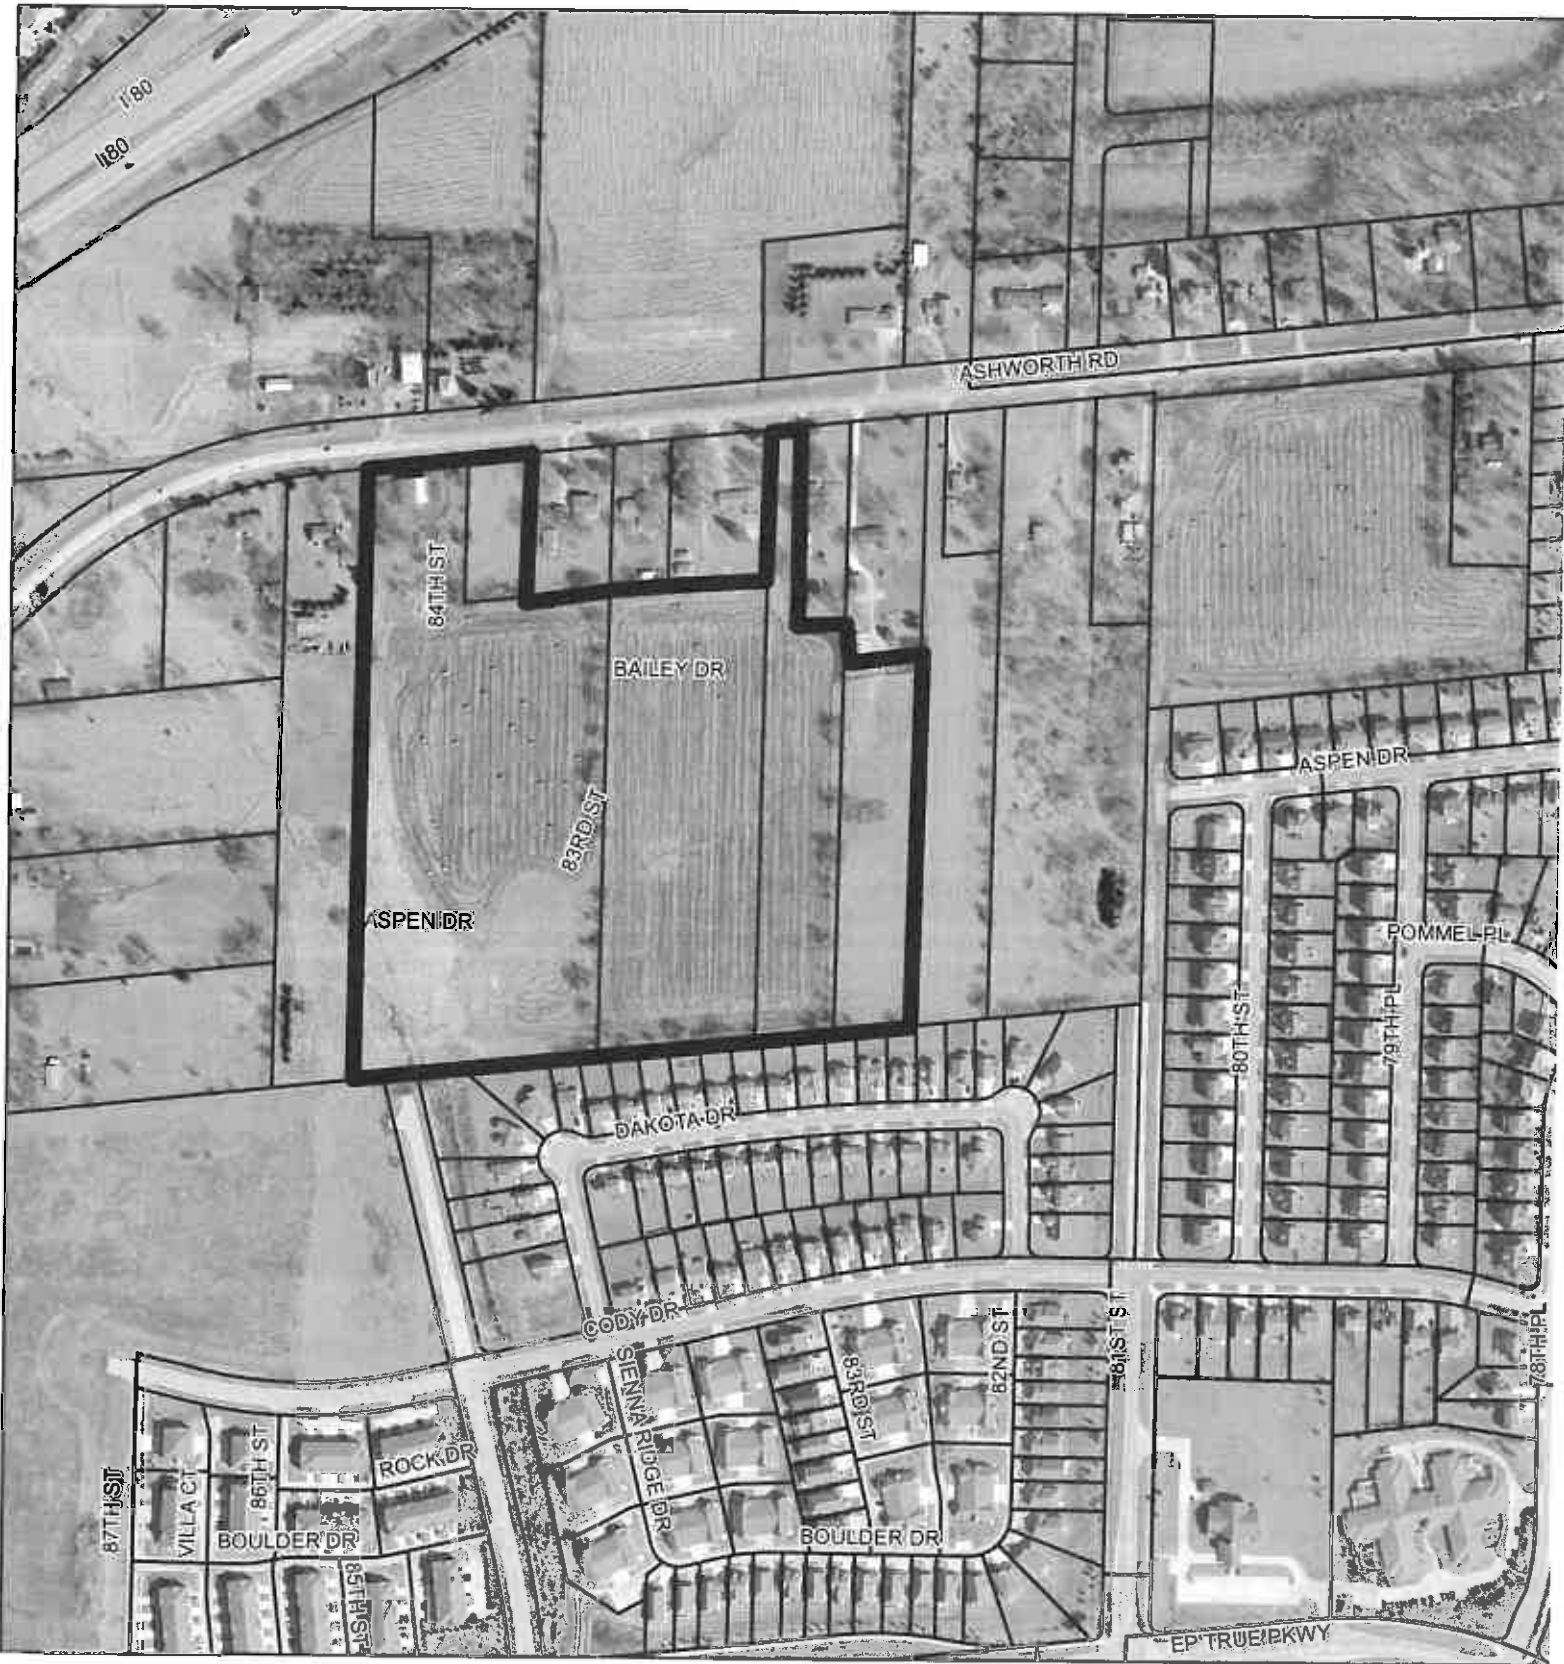 I 80
I 80
ASHWORTH RD
84TH ST
BAILEY DR
ASPEN DR
83RD ST
ASPEN DR
POMMEL PL
80TH ST
79TH PL
DAKOTA DR
CODY DR
SIENNA RIDGE DR
83RD ST
82ND ST
81ST S
78TH PL
87TH ST
VILLA CT
86TH ST
ROCK DR
BOULDER DR
BOULDER DR
85TH ST
EP TRUE PKWY